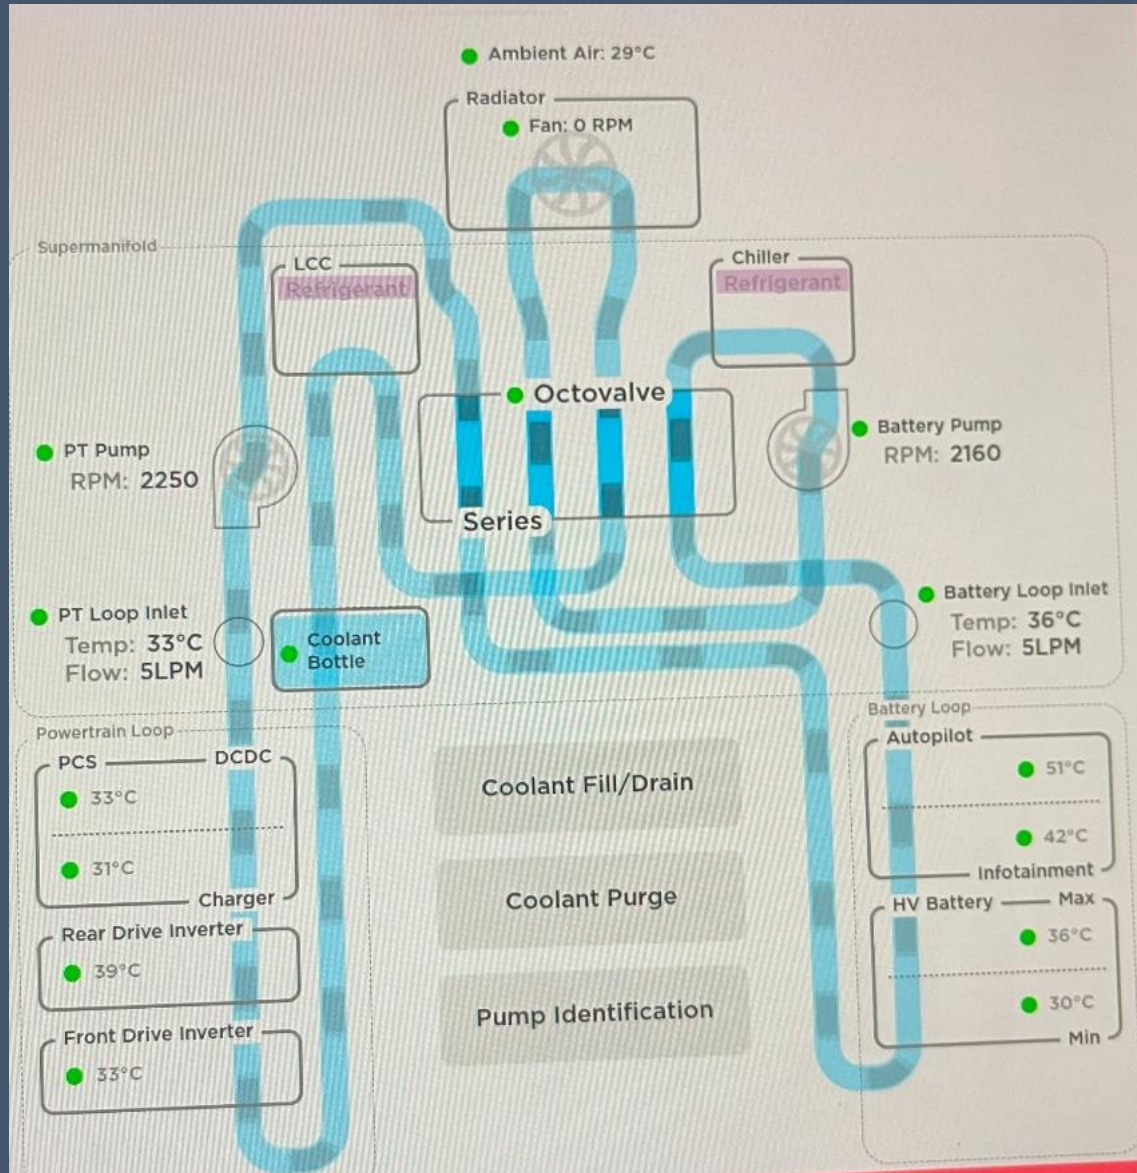 Ambient Air: 29°C
Radiator
Fan: 0 RPM
Supermanifold
LCC
Refrigerant
Chiller
Refrigerant
Octovalve
Series
PT Pump
RPM: 2250
Battery Pump
RPM: 2160
PT Loop Inlet
Temp: 33°C
Flow: 5LPM
Coolant
Bottle
Battery Loop Inlet
Temp: 36°C
Flow: 5LPM
Powertrain Loop
PCS
DCDC
33°C
31°C
Charger
Rear Drive Inverter
39°C
Front Drive Inverter
33°C
Coolant Fill/Drain
Coolant Purge
Pump Identification
Battery Loop
Autopilot
51°C
42°C
Infotainment
HV Battery
Max
36°C
30°C
Min